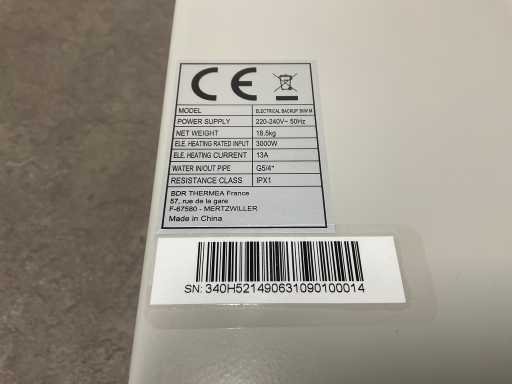 CE
MODEL ELECTRICAL BACKUP 3KW M
POWER SUPPLY 220-240V~ 50Hz
NET WEIGHT 18.5kg
ELE. HEATING RATED INPUT 3000W
ELE. HEATING CURRENT 13A
WATER IN/OUT PIPE G5/4"
RESISTANCE CLASS IPX1
BDR THERMEA France
57, rue de la gare
F-67580 - MERTZWILLER
Made in China
SN: 340H521490631090100014